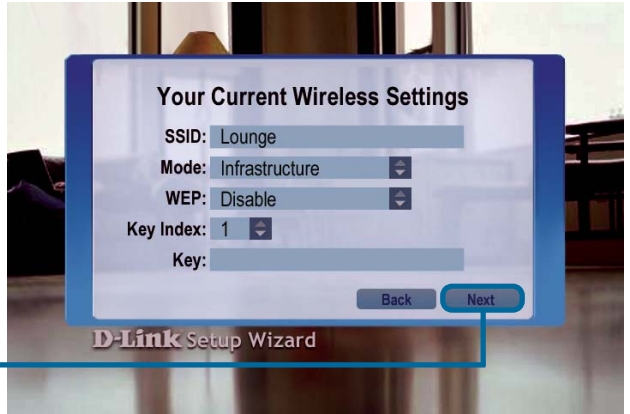 Your Current Wireless Settings
SSID: Lounge
Mode: Infrastructure
WEP: Disable
Key Index: 1
Key:
Back Next
D-Link Setup Wizard